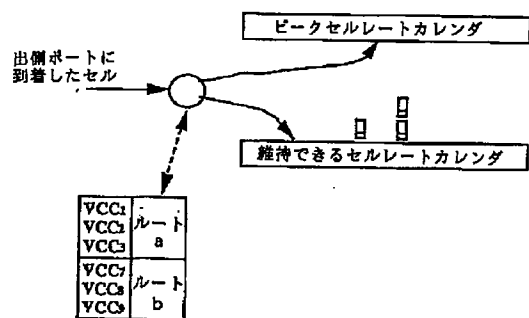 ピークセルレートカレンダ
出側ポートに
到着したセル
維持できるセルレートカレンダ
VCC1
VCC2
VCC3
ルート
a
VCC7
VCC8
VCC9
ルート
b